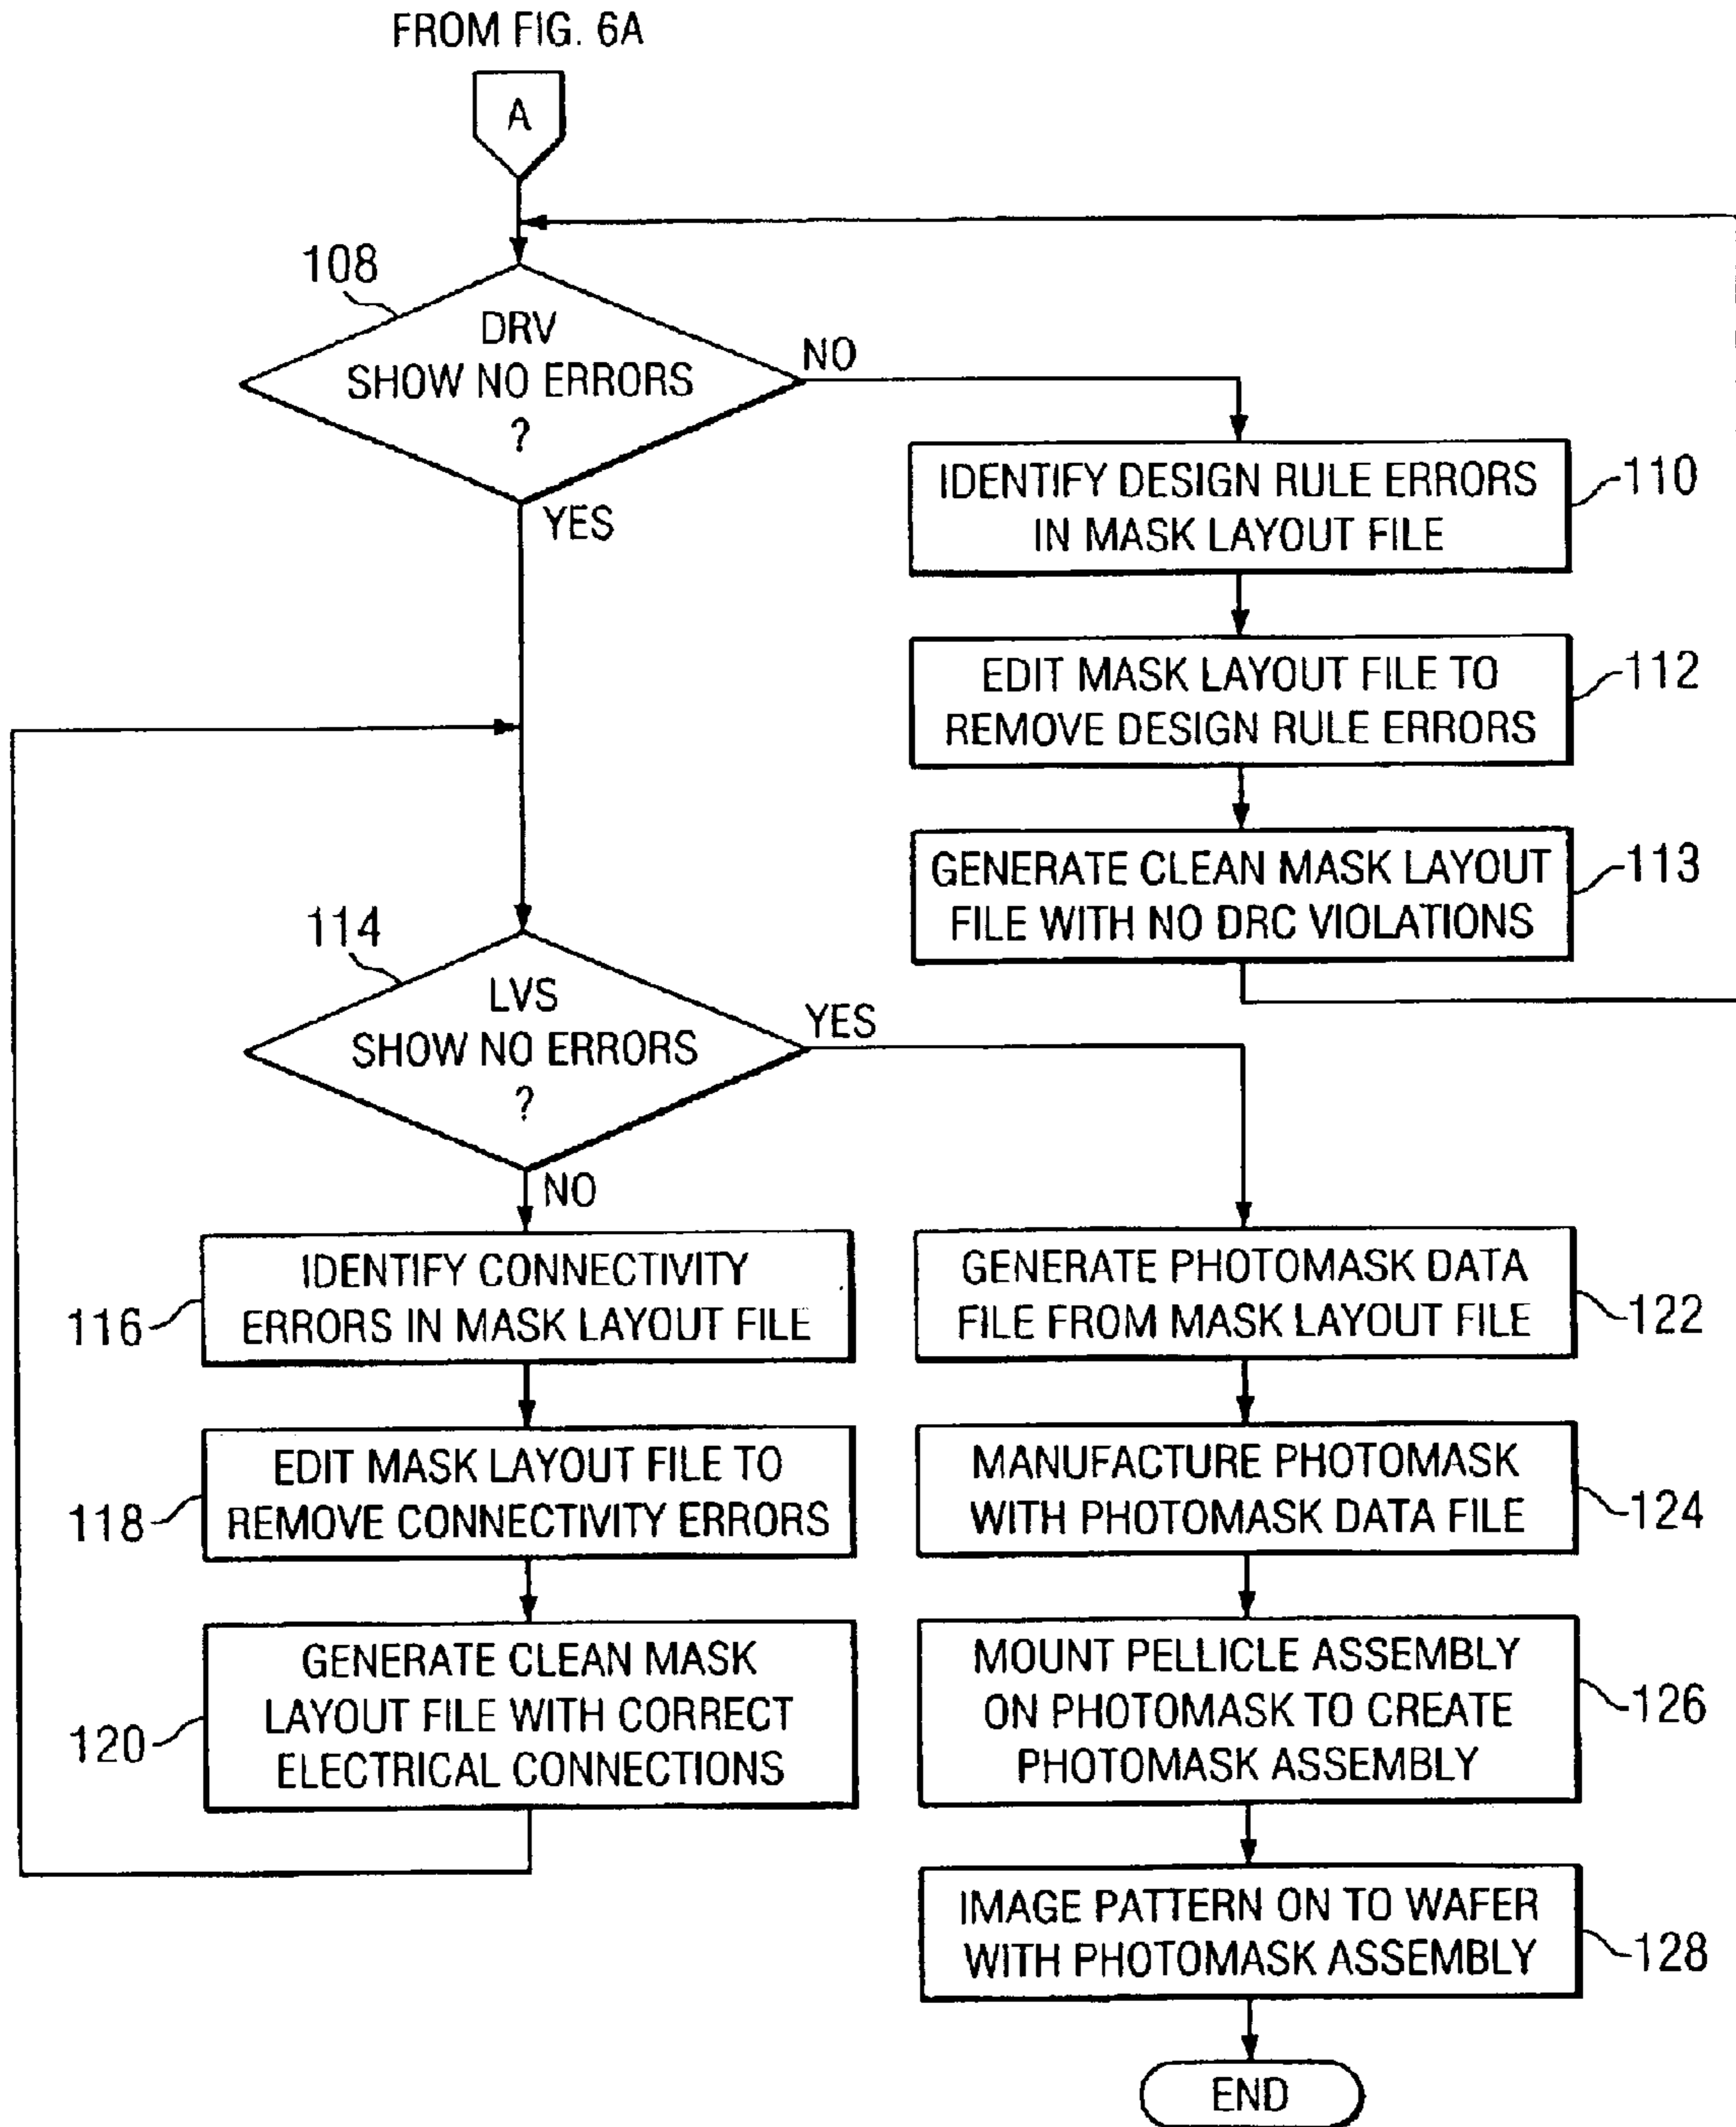 FROM FIG. 6A
A
108
DRV
SHOW NO ERRORS
?
NO
YES
IDENTIFY DESIGN RULE ERRORS
IN MASK LAYOUT FILE
110
EDIT MASK LAYOUT FILE TO
REMOVE DESIGN RULE ERRORS
112
GENERATE CLEAN MASK LAYOUT
FILE WITH NO DRC VIOLATIONS
113
114
LVS
SHOW NO ERRORS
?
YES
NO
IDENTIFY CONNECTIVITY
ERRORS IN MASK LAYOUT FILE
116
EDIT MASK LAYOUT FILE TO
REMOVE CONNECTIVITY ERRORS
118
GENERATE CLEAN MASK
LAYOUT FILE WITH CORRECT
ELECTRICAL CONNECTIONS
120
GENERATE PHOTOMASK DATA
FILE FROM MASK LAYOUT FILE
122
MANUFACTURE PHOTOMASK
WITH PHOTOMASK DATA FILE
124
MOUNT PELLICLE ASSEMBLY
ON PHOTOMASK TO CREATE
PHOTOMASK ASSEMBLY
126
IMAGE PATTERN ON TO WAFER
WITH PHOTOMASK ASSEMBLY
128
END